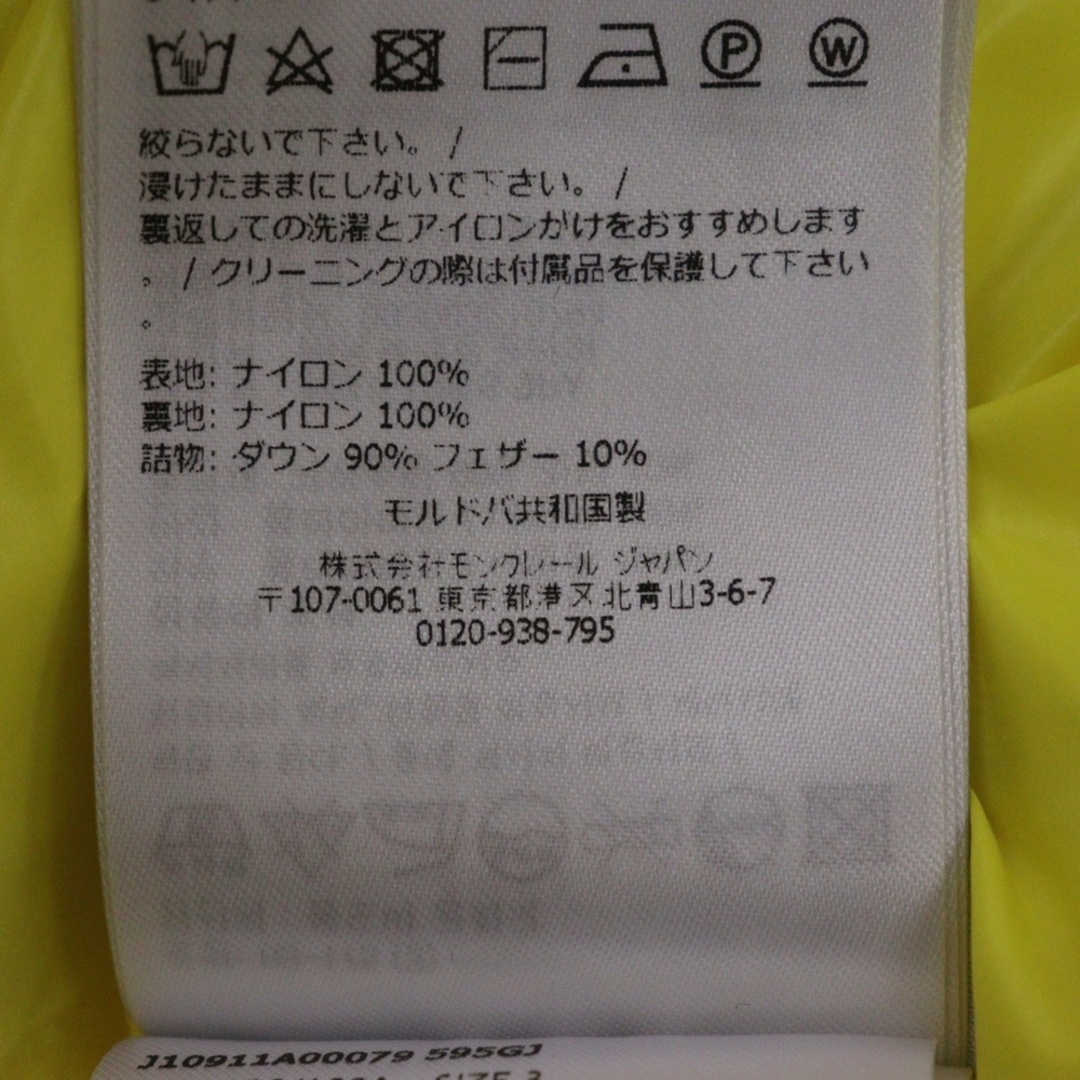 P W
絞らないで下さい。 /
浸けたままにしないで下さい。 /
裏返しての洗濯とアイロンがけをおすすめします
。 / クリーニングの際は付属品を保護して下さい
。
表地: ナイロン 100%
裏地: ナイロン 100%
詰物: ダウン 90% フェザー 10%
モルドバ共和国製
株式会社モンクレール ジャパン
〒107-0061 東京都港区北青山3-6-7
0120-938-795
J10911A00079 595GJ
SIZE 3